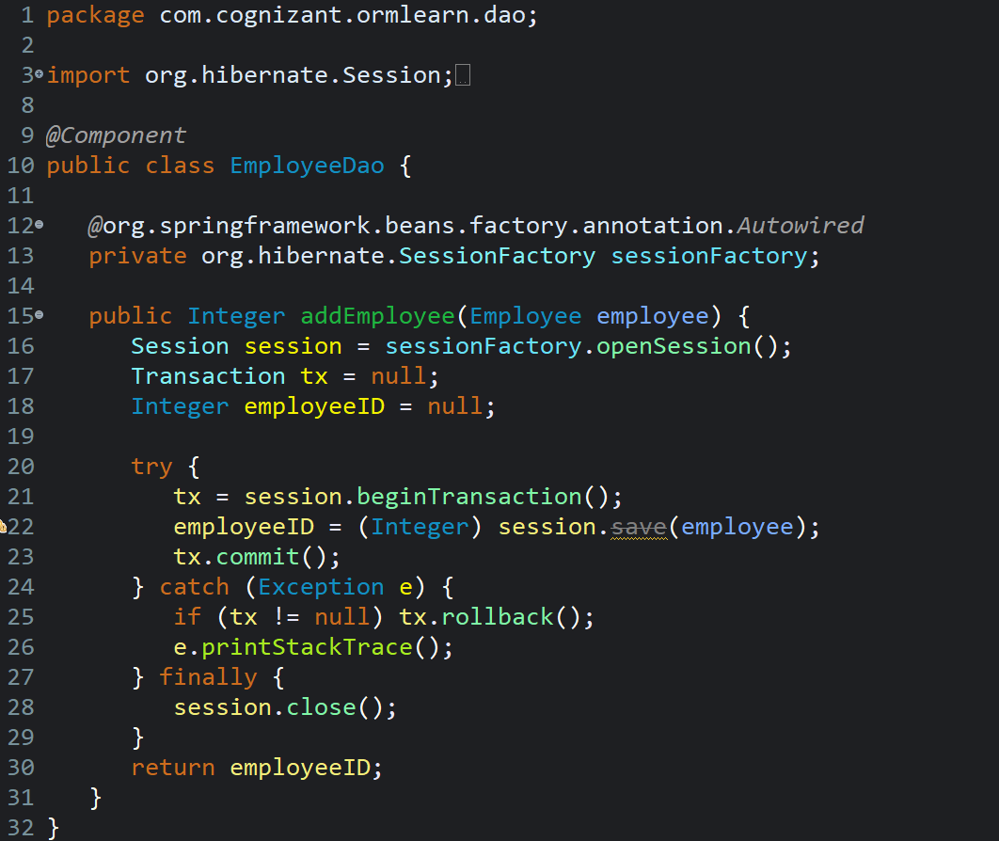 1 package com.cognizant.ormlearn.dao;
2
3 import org.hibernate.Session;
8
9 @Component
10 public class EmployeeDao {
11
12 @org.springframework.beans.factory.annotation.Autowired
13 private org.hibernate.SessionFactory sessionFactory;
14
15 public Integer addEmployee(Employee employee) {
16 Session session = sessionFactory.openSession();
17 Transaction tx = null;
18 Integer employeeID = null;
19
20 try {
21 tx = session.beginTransaction();
22 employeeID = (Integer) session.save(employee);
23 tx.commit();
24 } catch (Exception e) {
25 if (tx != null) tx.rollback();
26 e.printStackTrace();
27 } finally {
28 session.close();
29 }
30 return employeeID;
31 }
32 }